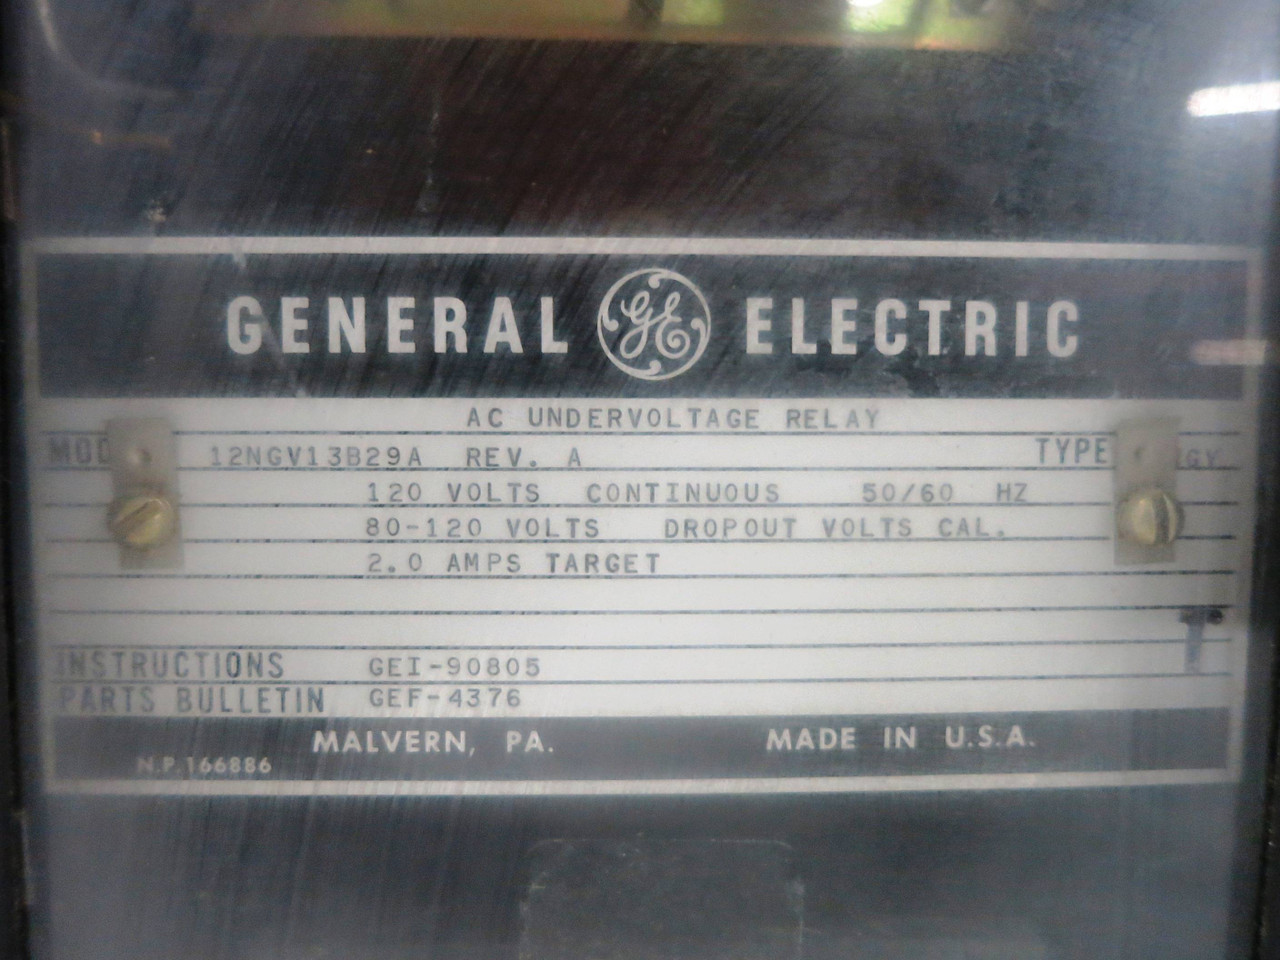 GENERAL GE ELECTRIC
AC UNDERVOLTAGE RELAY
12NGV13B29A REV. A TYPE
120 VOLTS CONTINUOUS 50/60 HZ
80-120 VOLTS DROPOUT VOLTS CAL.
2.0 AMPS TARGET
INSTRUCTIONS GEI-90805
PARTS BULLETIN GEF-4376
MALVERN, PA. MADE IN U.S.A.
N.P.166886